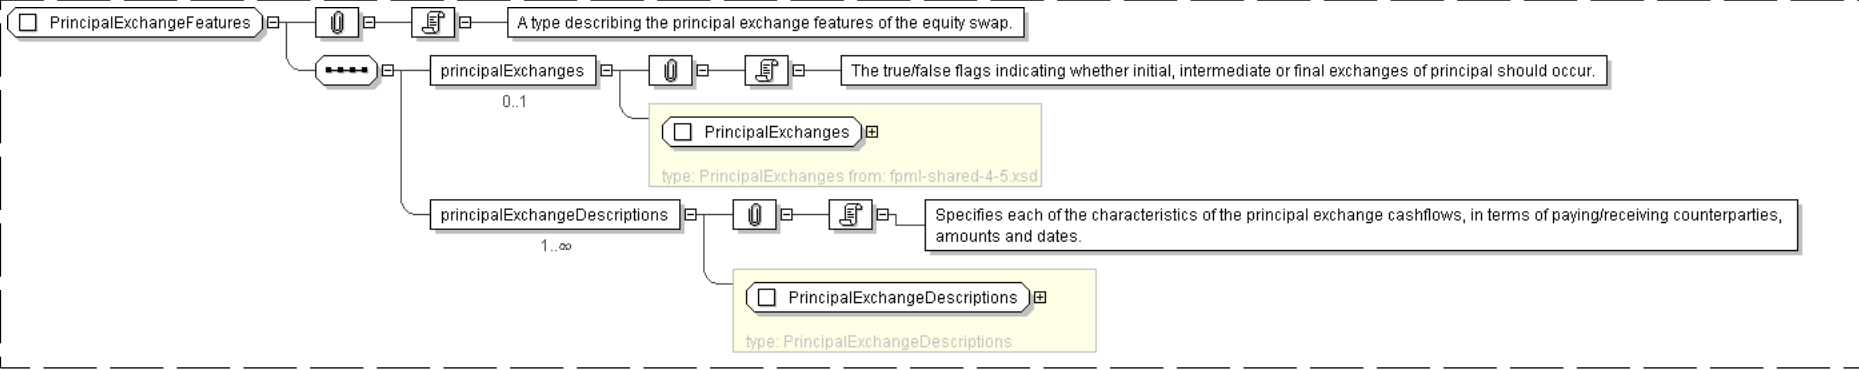 PrincipalExchangeFeatures
A type describing the principal exchange features of the equity swap.
principalExchanges
The true/false flags indicating whether initial, intermediate or final exchanges of principal should occur.
0..1
PrincipalExchanges
type: PrincipalExchanges from: fpml-shared-4-5.xsd
principalExchangeDescriptions
Specifies each of the characteristics of the principal exchange cashflows, in terms of paying/receiving counterparties,
amounts and dates.
1..∞
PrincipalExchangeDescriptions
type: PrincipalExchangeDescriptions